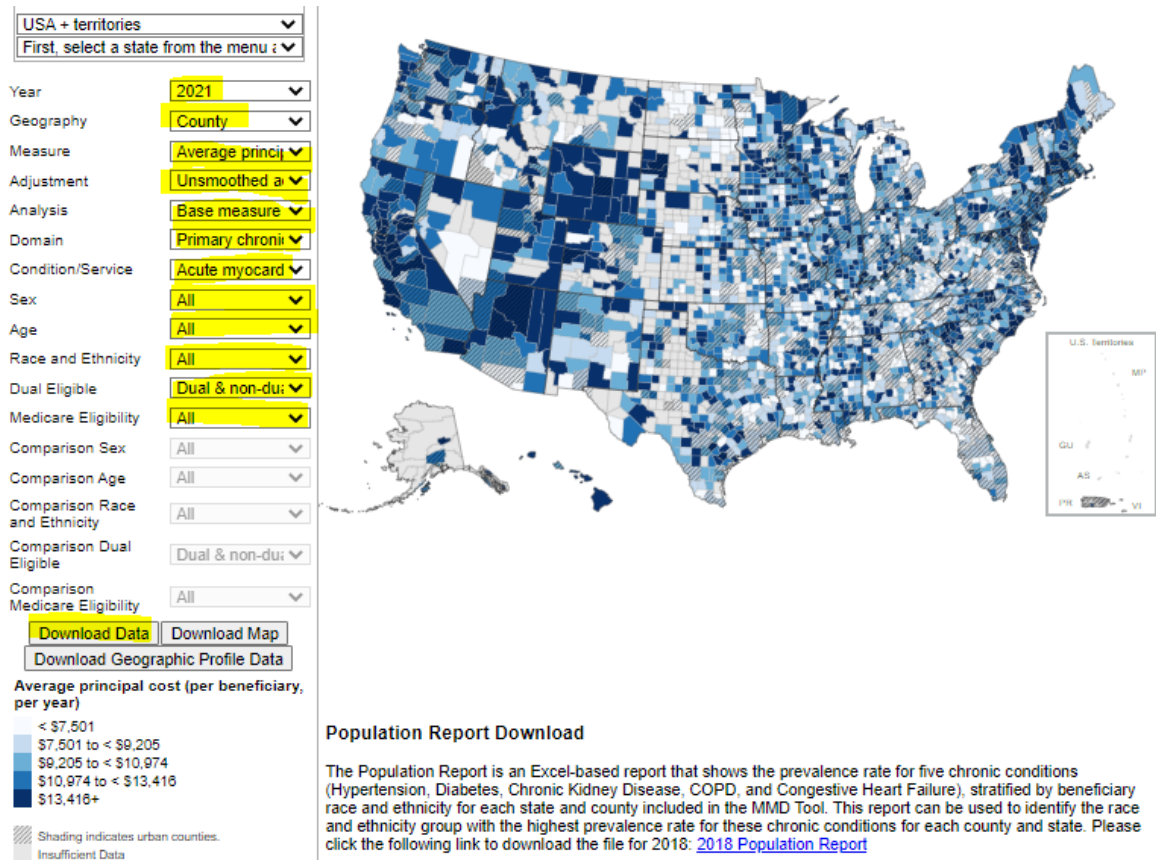 USA + territories
First, select a state from the menu a
Year 2021
Geography County
Measure Average princip
Adjustment Unsmoothed a
Analysis Base measure
Domain Primary chroni
Condition/Service Acute myocard
Sex All
Age All
Race and Ethnicity All
Dual Eligible Dual & non-dua
Medicare Eligibility All
Comparison Sex All
Comparison Age All
Comparison Race
and Ethnicity All
Comparison Dual
Eligible Dual & non-dua
Comparison
Medicare Eligibility All
Download Data Download Map
Download Geographic Profile Data
Average principal cost (per beneficiary,
per year)
< $7,501
$7,501 to < $9,205
$9,205 to < $10,974
$10,974 to < $13,416
$13,416+
Shading indicates urban counties.
Insufficient Data
U.S. Territories
MP
GU
AS
PR
VI
Population Report Download
The Population Report is an Excel-based report that shows the prevalence rate for five chronic conditions
(Hypertension, Diabetes, Chronic Kidney Disease, COPD, and Congestive Heart Failure), stratified by beneficiary
race and ethnicity for each state and county included in the MMD Tool. This report can be used to identify the race
and ethnicity group with the highest prevalence rate for these chronic conditions for each county and state. Please
click the following link to download the file for 2018: 2018 Population Report